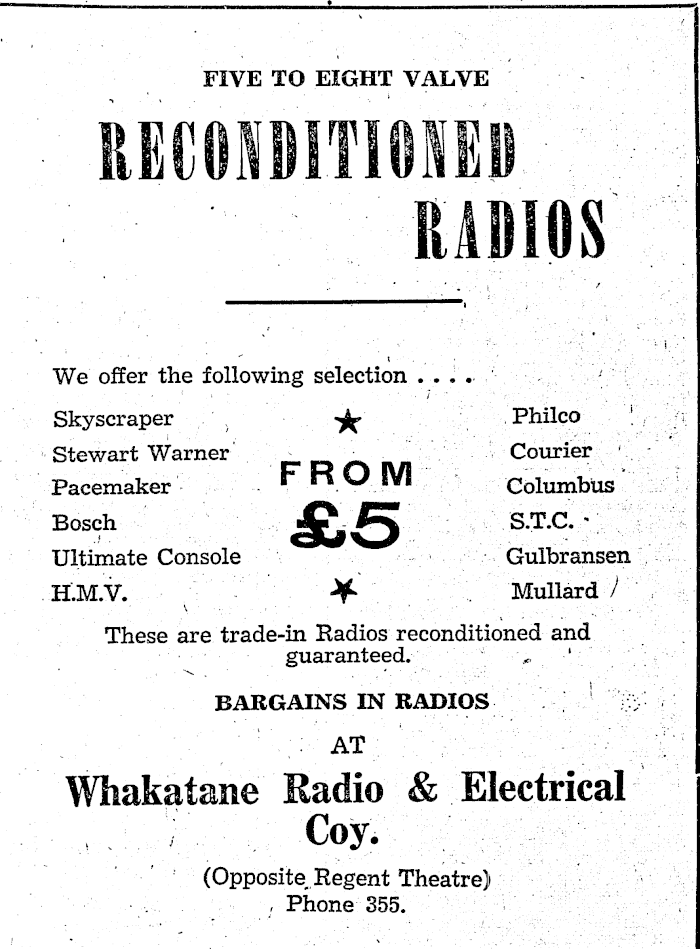 FIVE TO EIGHT VALVE
RECONDITIONED
RADIOS
We offer the following selection . . . .
Skyscraper
Stewart Warner
Pacemaker
Bosch
Ultimate Console
H.M.V.
FROM
£5
Philco
Courier
Columbus
S.T.C.
Gulbransen
Mullard
These are trade-in Radios reconditioned and
guaranteed.
BARGAINS IN RADIOS
AT
Whakatane Radio & Electrical
Coy.
(Opposite Regent Theatre)
Phone 355.